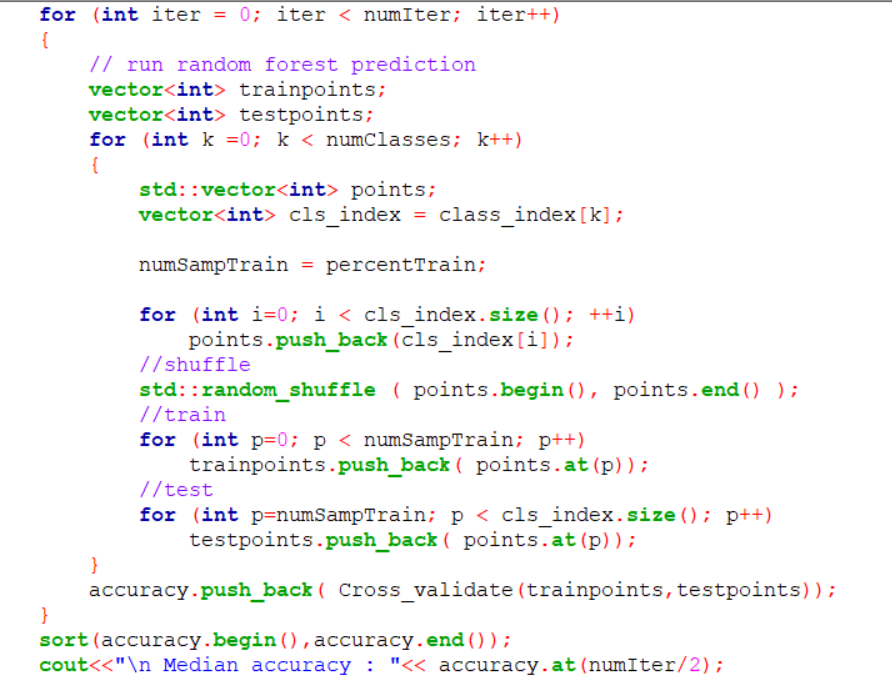 for (int iter = 0; iter < numIter; iter++)
{
    // run random forest prediction
    vector<int> trainpoints;
    vector<int> testpoints;
    for (int k =0; k < numClasses; k++)
    {
        std::vector<int> points;
        vector<int> cls_index = class_index[k];

        numSampTrain = percentTrain;

        for (int i=0; i < cls_index.size(); ++i)
            points.push_back(cls_index[i]);
        //shuffle
        std::random_shuffle ( points.begin(), points.end() );
        //train
        for (int p=0; p < numSampTrain; p++)
            trainpoints.push_back( points.at(p));
        //test
        for (int p=numSampTrain; p < cls_index.size(); p++)
            testpoints.push_back( points.at(p));
    }
    accuracy.push_back( Cross_validate(trainpoints,testpoints));
}
sort(accuracy.begin(),accuracy.end());
cout<<"\n Median accuracy : "<< accuracy.at(numIter/2);